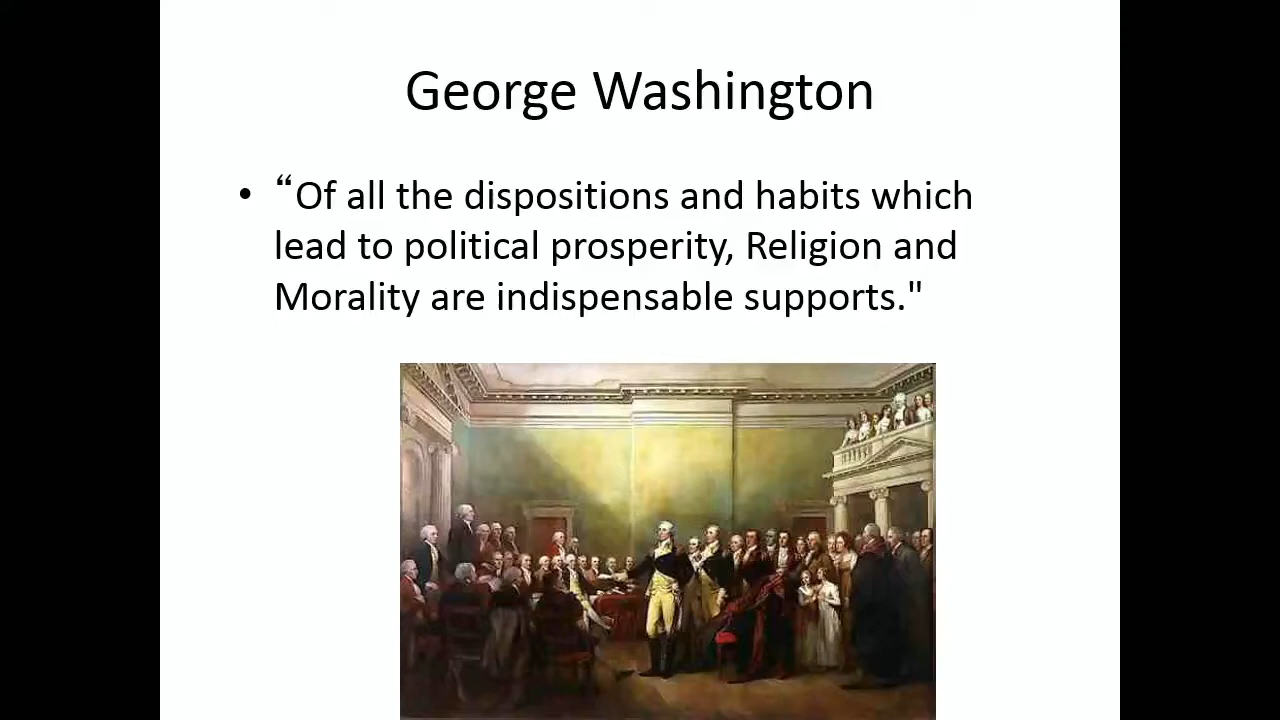 George Washington
• “Of all the dispositions and habits which
lead to political prosperity, Religion and
Morality are indispensable supports."